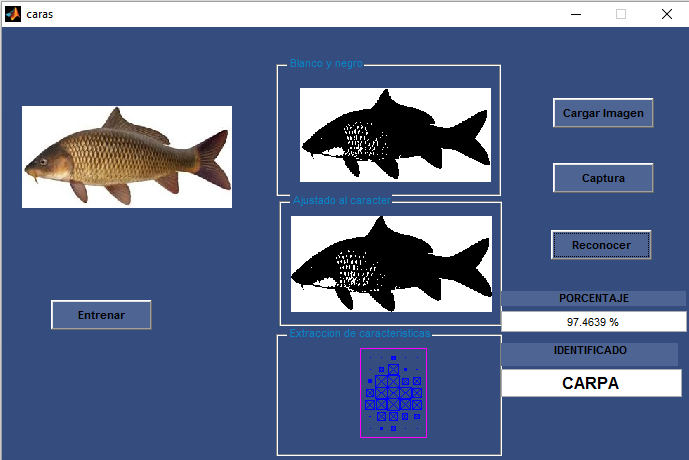 caras
Blanco y negro
Cargar Imagen
Captura
Ajustado al caracter
Reconocer
PORCENTAJE
Entrenar
97.4639 %
Extraccion de caracteristicas
IDENTIFICADO
CARPA